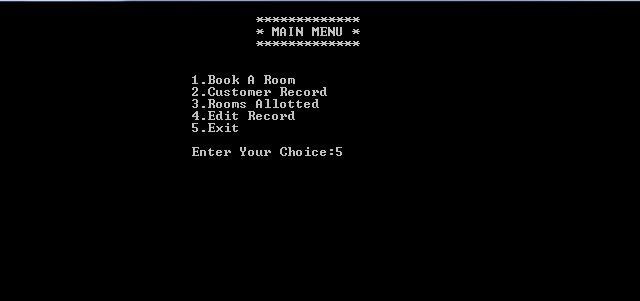 *************
* MAIN MENU *
*************
1.Book A Room
2.Customer Record
3.Rooms Allotted
4.Edit Record
5.Exit
Enter Your Choice:5